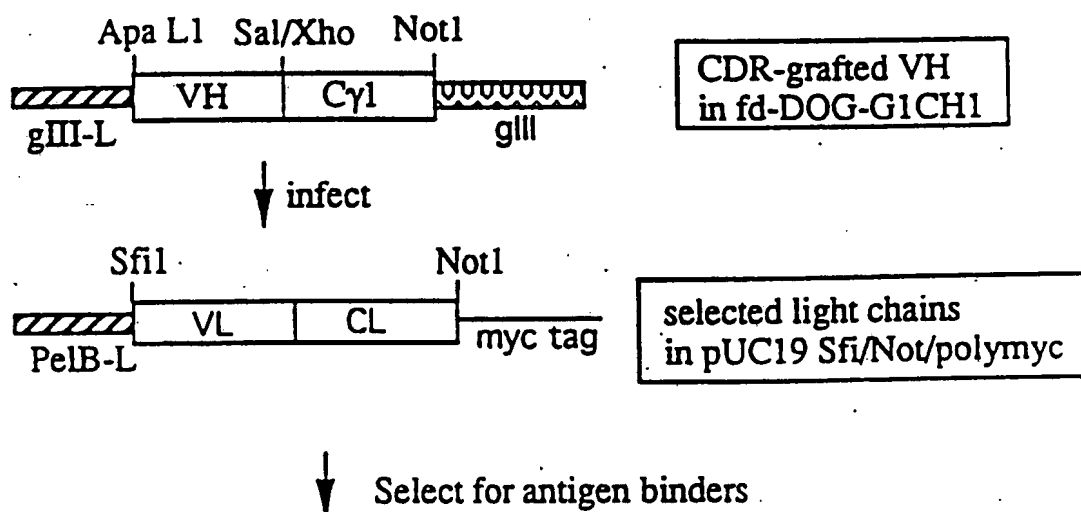 Apa L1 Sal/Xho Not1
VH Cγ1
gIII-L gIII
CDR-grafted VH
in fd-DOG-G1CH1
infect
Sfi1 Not1
VL CL
PelB-L myc tag
selected light chains
in pUC19 Sfi/Not/polymyc
Select for antigen binders